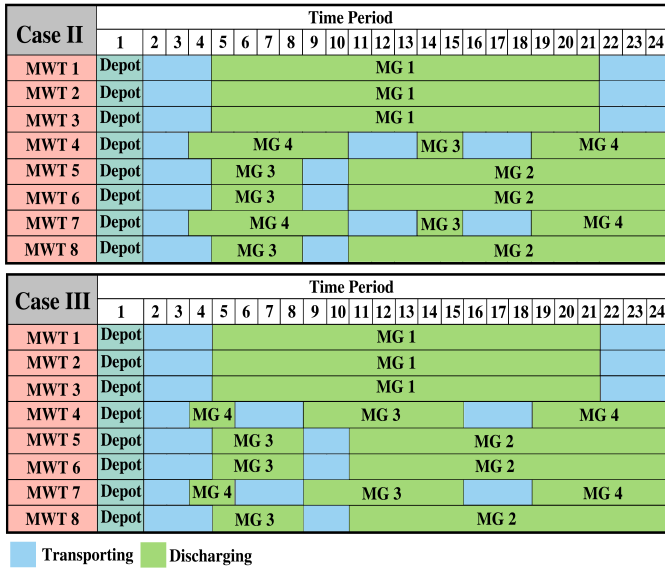 Case II
Time Period
1 2 3 4 5 6 7 8 9 10 11 12 13 14 15 16 17 18 19 20 21 22 23 24
MWT 1 Depot MG 1
MWT 2 Depot MG 1
MWT 3 Depot MG 1
MWT 4 Depot MG 4 MG 3 MG 4
MWT 5 Depot MG 3 MG 2
MWT 6 Depot MG 3 MG 2
MWT 7 Depot MG 4 MG 3 MG 4
MWT 8 Depot MG 3 MG 2
Case III
Time Period
1 2 3 4 5 6 7 8 9 10 11 12 13 14 15 16 17 18 19 20 21 22 23 24
MWT 1 Depot MG 1
MWT 2 Depot MG 1
MWT 3 Depot MG 1
MWT 4 Depot MG 4 MG 3 MG 4
MWT 5 Depot MG 3 MG 2
MWT 6 Depot MG 3 MG 2
MWT 7 Depot MG 4 MG 3 MG 4
MWT 8 Depot MG 3 MG 2
Transporting Discharging